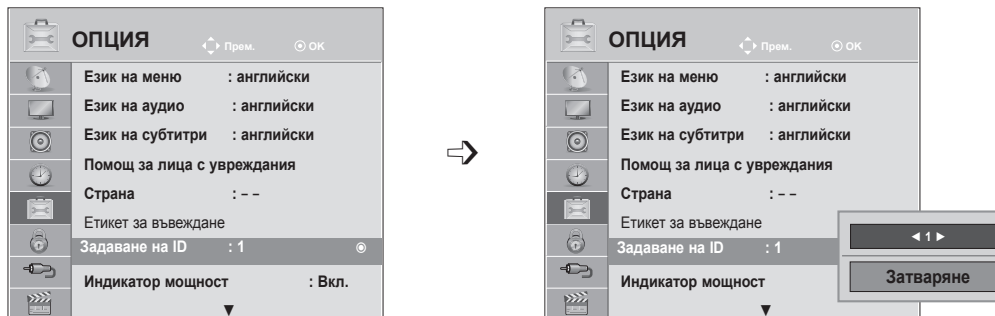 ОПЦИЯ Прем. OK
Език на меню : английски
Език на аудио : английски
Език на субтитри : английски
Помощ за лица с увреждания
Страна : – –
Етикет за въвеждане
Задаване на ID : 1
Индикатор мощност : Вкл.
ОПЦИЯ Прем. OK
Език на меню : английски
Език на аудио : английски
Език на субтитри : английски
Помощ за лица с увреждания
Страна : – –
Етикет за въвеждане
Задаване на ID : 1
Индикатор мощност
◄ 1 ►
Затваряне